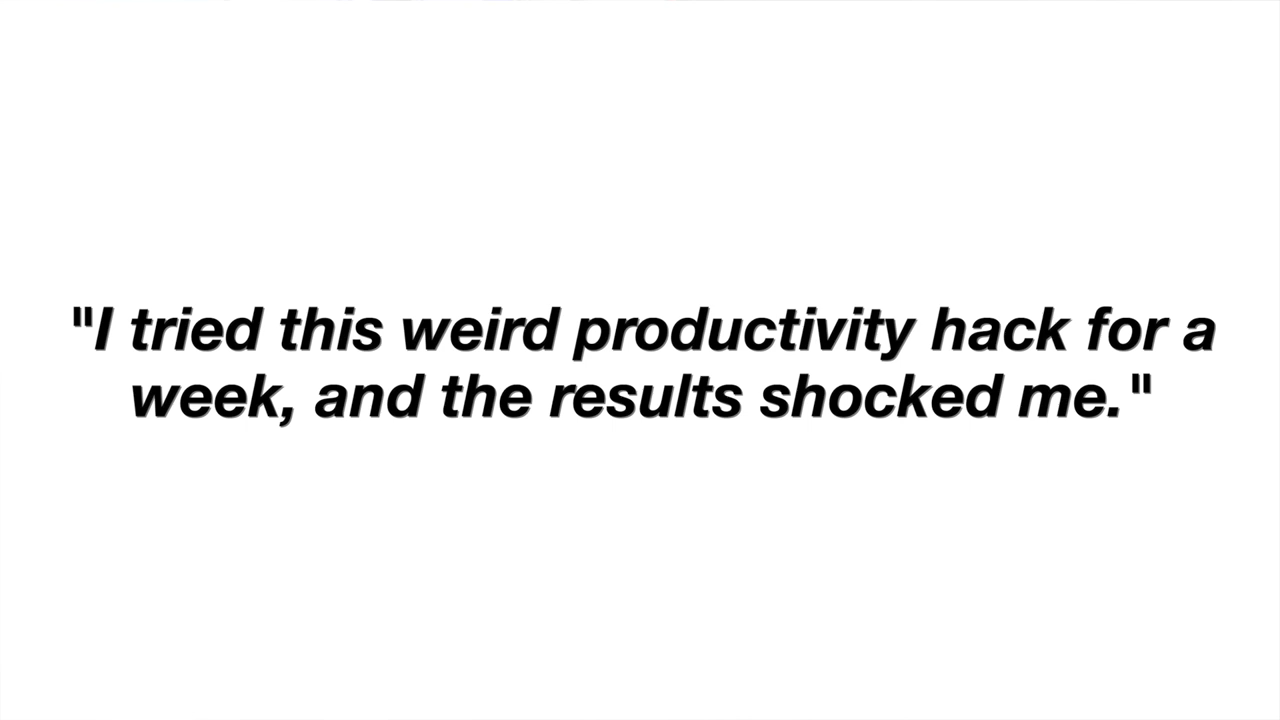 "I tried this weird productivity hack for a
week, and the results shocked me."